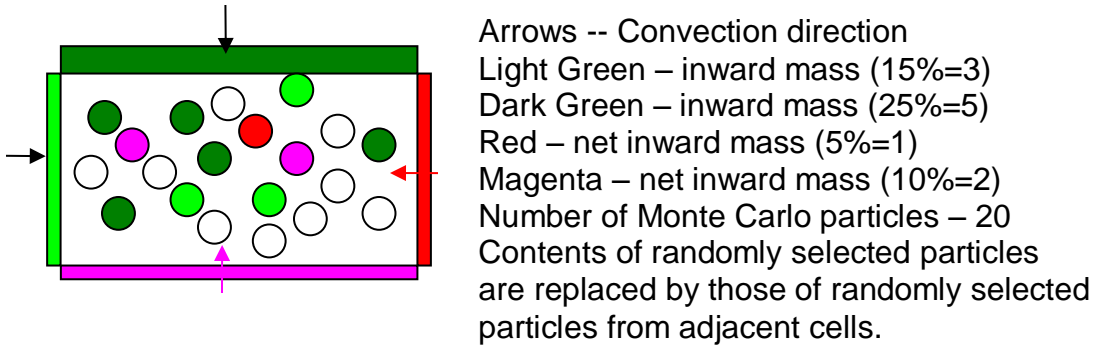 Arrows -- Convection direction
Light Green – inward mass (15%=3)
Dark Green – inward mass (25%=5)
Red – net inward mass (5%=1)
Magenta – net inward mass (10%=2)
Number of Monte Carlo particles – 20
Contents of randomly selected particles
are replaced by those of randomly selected
particles from adjacent cells.